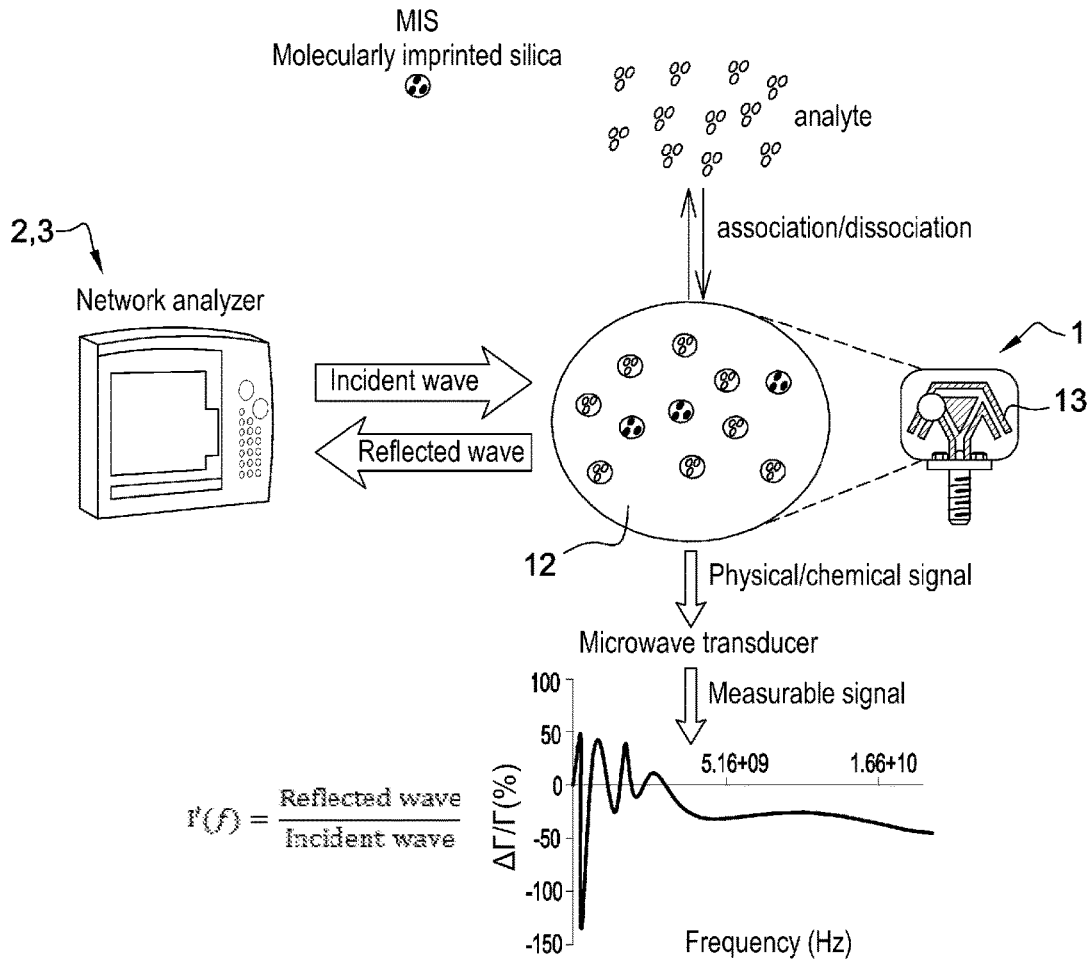 MIS
Molecularly imprinted silica
analyte
association/dissociation
2,3
Network analyzer
1
Incident wave
13
Reflected wave
12
Physical/chemical signal
Microwave transducer
Measurable signal
100
50
0
-50
-100
-150
5.16+09
1.66+10
ΔΓ/Γ(%)
Γ(f) = Reflected wave
Incident wave
Frequency (Hz)